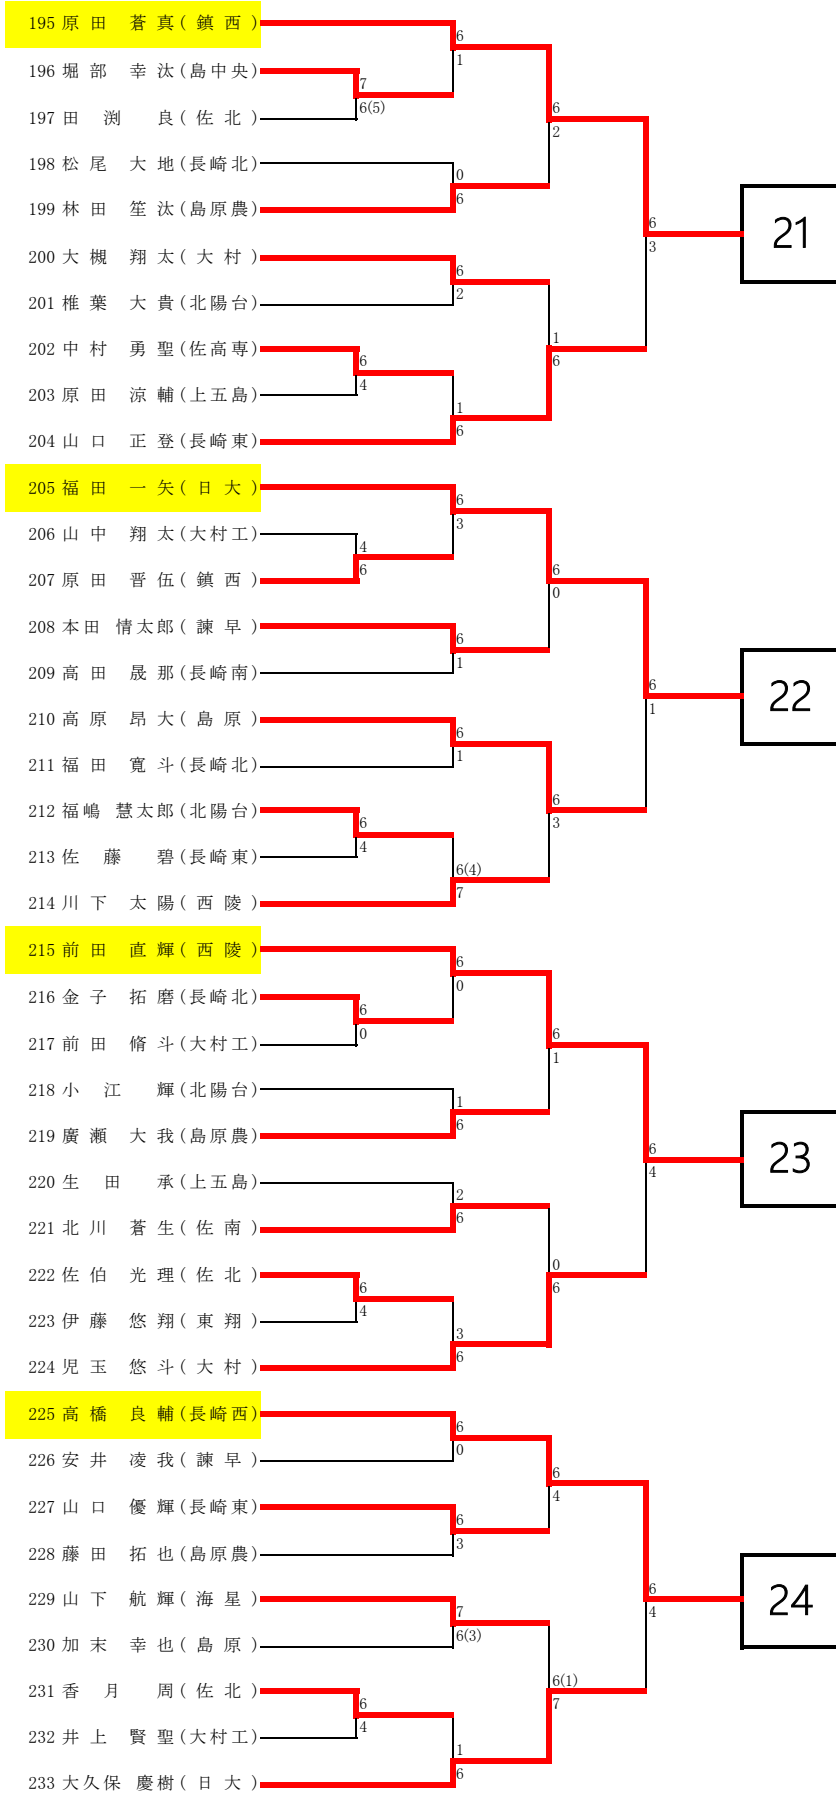 195 原田 蒼真(鎮西)
6
1
196 堀部 幸汰(島中央)
7
6(5)
197 田渕 良(佐北)
6
2
198 松尾 大地(長崎北)
0
6
199 林田 笙汰(島原農)
6
3
21
200 大槻 翔太(大村)
6
2
201 椎葉 大貴(北陽台)
1
6
202 中村 勇聖(佐高専)
6
4
203 原田 涼輔(上五島)
1
6
204 山口 正登(長崎東)
205 福田 一矢(日大)
6
3
206 山中 翔太(大村工)
4
6
207 原田 晋伍(鎮西)
6
0
208 本田 情太郎(諫早)
6
1
209 高田 晟那(長崎南)
6
1
22
210 高原 昂大(島原)
6
1
211 福田 寛斗(長崎北)
6
3
212 福嶋 慧太郎(北陽台)
6
4
213 佐藤 碧(長崎東)
6(4)
7
214 川下 太陽(西陵)
215 前田 直輝(西陵)
6
0
216 金子 拓磨(長崎北)
6
0
217 前田 脩斗(大村工)
6
1
218 小江 輝(北陽台)
1
6
219 廣瀬 大我(島原農)
6
4
23
220 生田 承(上五島)
2
6
221 北川 蒼生(佐南)
0
6
222 佐伯 光理(佐北)
6
4
223 伊藤 悠翔(東翔)
3
6
224 児玉 悠斗(大村)
225 高橋 良輔(長崎西)
6
0
226 安井 凌我(諫早)
6
4
227 山口 優輝(長崎東)
6
3
228 藤田 拓也(島原農)
6
4
24
229 山下 航輝(海星)
7
6(3)
230 加末 幸也(島原)
6(1)
7
231 香月 周(佐北)
6
4
232 井上 賢聖(大村工)
1
6
233 大久保 慶樹(日大)